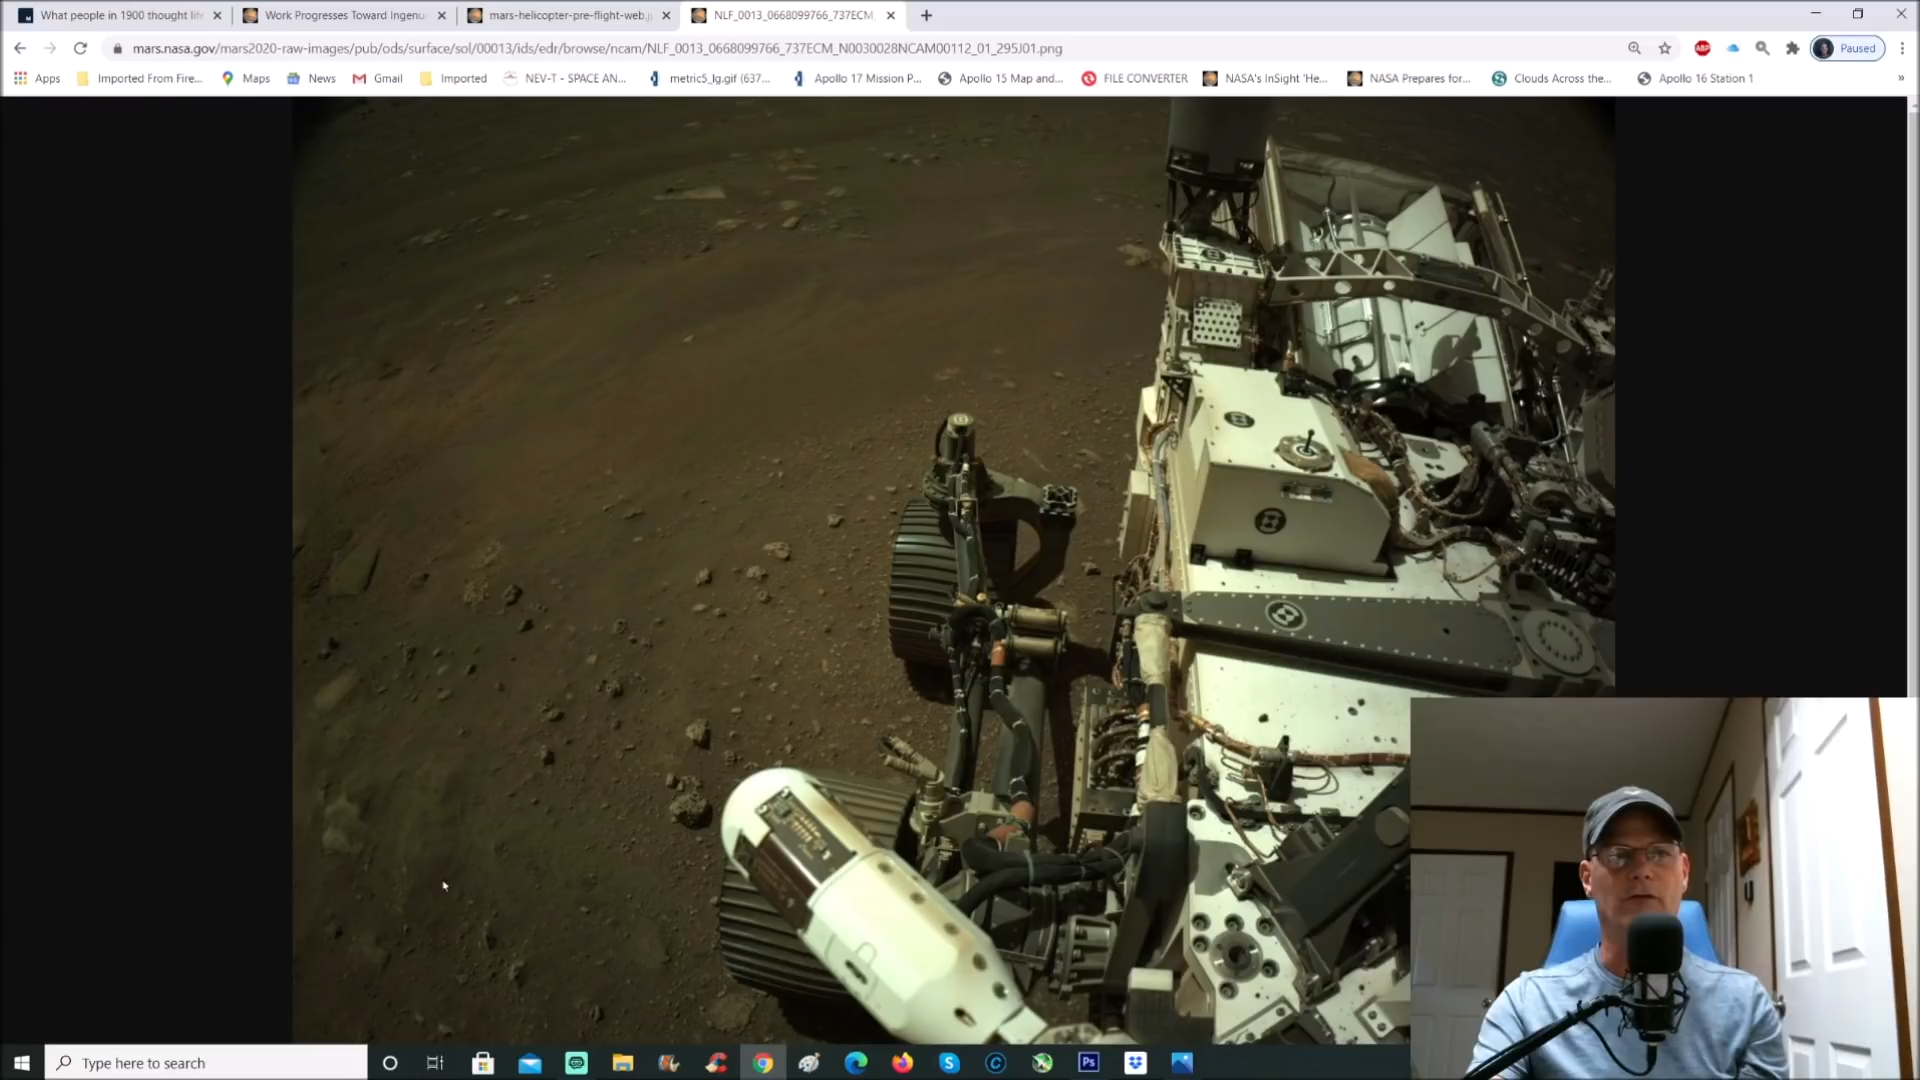 What people in 1900 thought life
Work Progresses Toward Ingenu
mars-helicopter-pre-flight-web.j
NLF_0013_0668099766_737ECM_
mars.nasa.gov/mars2020-raw-images/pub/ods/surface/sol/00013/ids/edr/browse/ncam/NLF_0013_0668099766_737ECM_N0030028NCAM00112_01_295J01.png
ABP
Paused
Apps
Imported From Fire...
Maps
News
Gmail
Imported
NEV-T - SPACE AN...
metric5_lg.gif (637...
Apollo 17 Mission P...
Apollo 15 Map and...
FILE CONVERTER
NASA's InSight 'He...
NASA Prepares for...
Clouds Across the...
Apollo 16 Station 1
»
Type here to search
Ps